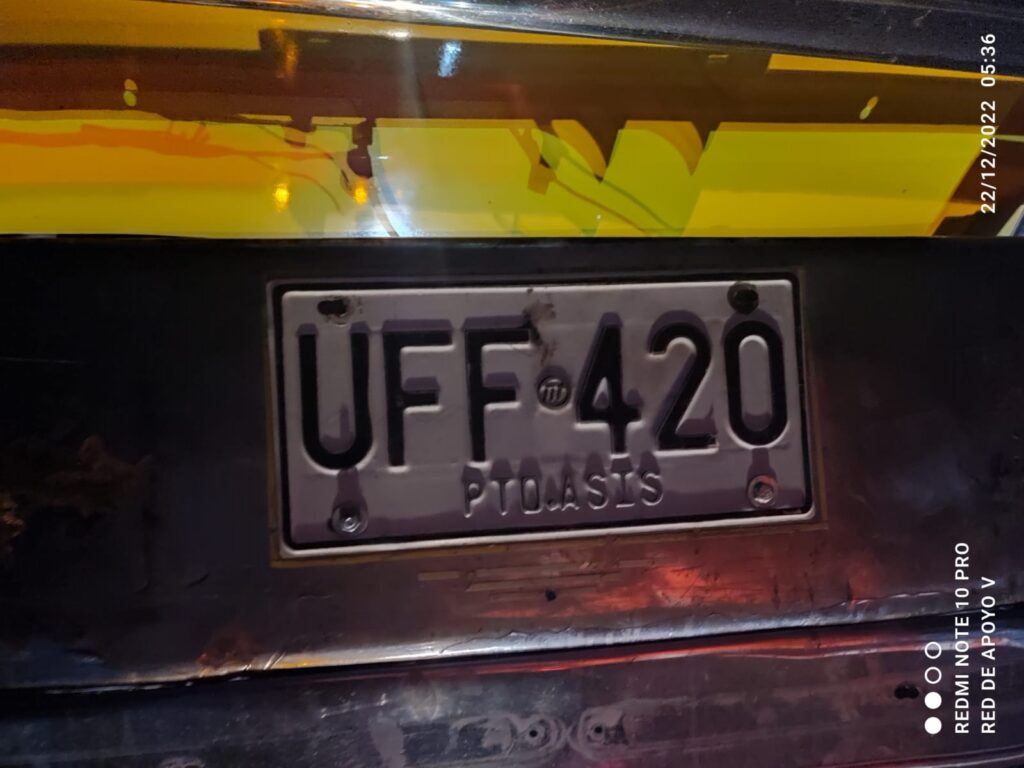 UFF 420
PTO.ASIS
22/12/2022 05:36
REDMI NOTE 10 PRO
RED DE APOYO V